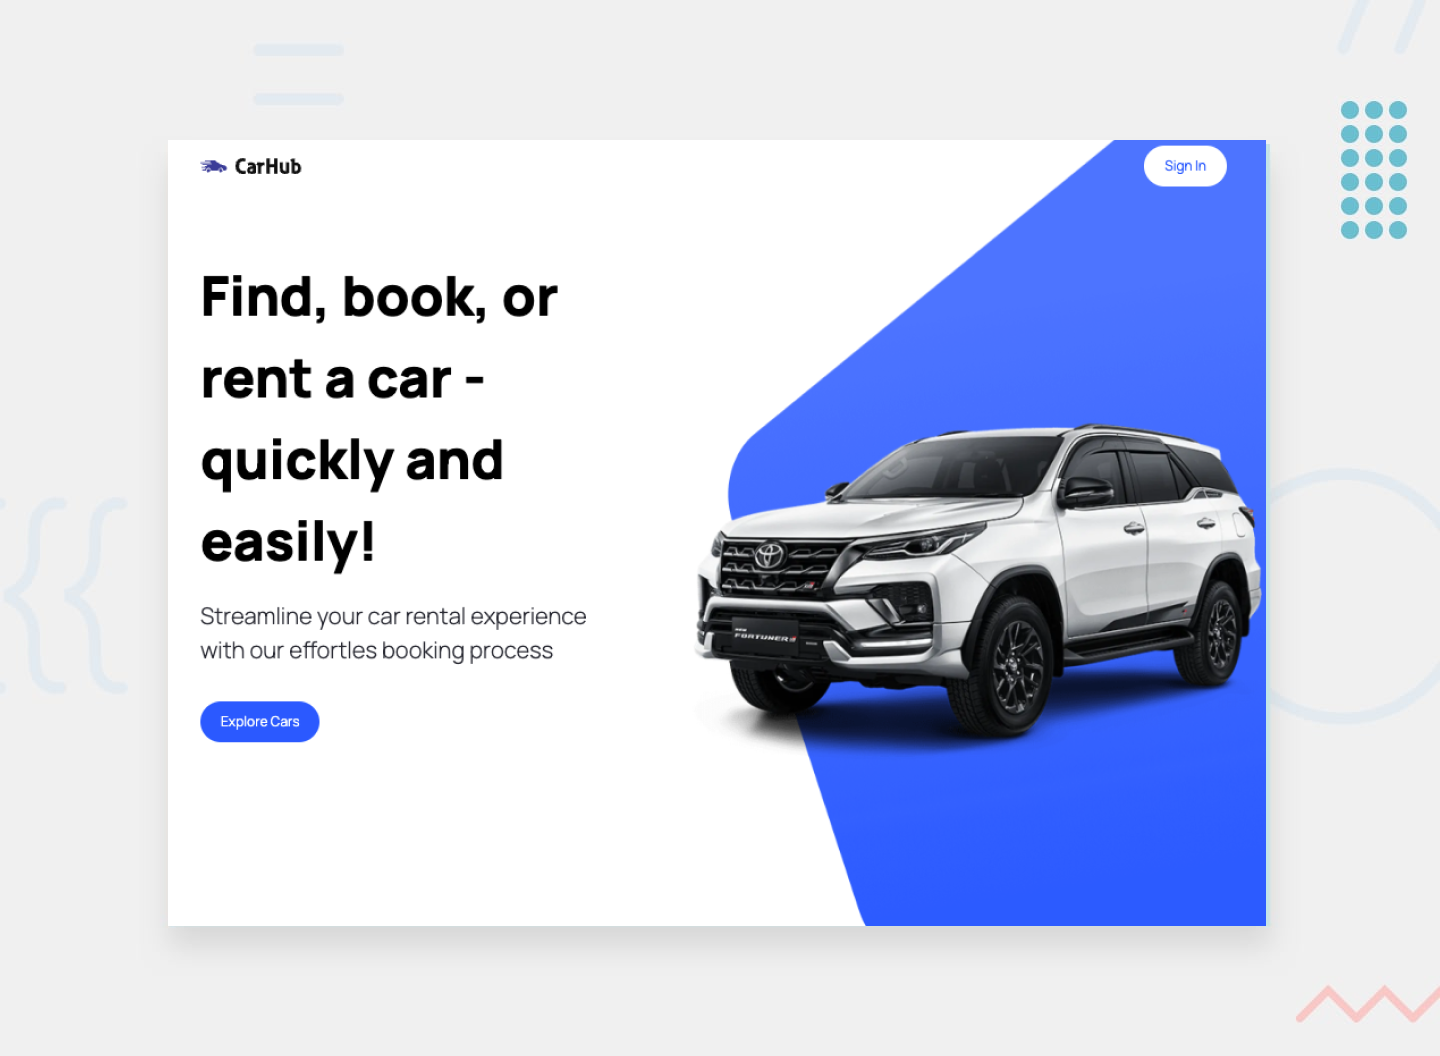 CarHub
Sign In
Find, book, or
rent a car -
quickly and
easily!
Streamline your car rental experience
with our effortles booking process
Explore Cars
FORTUNER